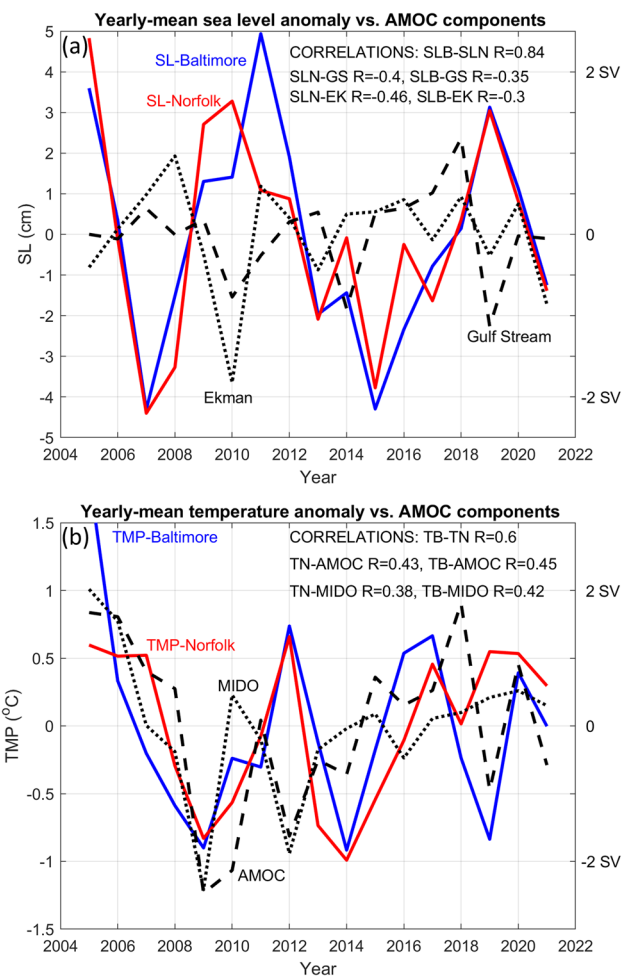 Yearly-mean sea level anomaly vs. AMOC components
(a)
SL-Baltimore
SL-Norfolk
CORRELATIONS: SLB-SLN R=0.84
SLN-GS R=-0.4, SLB-GS R=-0.35
SLN-EK R=-0.46, SLB-EK R=-0.3
5
4
3
2
1
0
-1
-2
-3
-4
-5
SL (cm)
2 SV
0
-2 SV
Gulf Stream
Ekman
2004 2006 2008 2010 2012 2014 2016 2018 2020 2022
Year
Yearly-mean temperature anomaly vs. AMOC components
(b)
TMP-Baltimore
CORRELATIONS: TB-TN R=0.6
TN-AMOC R=0.43, TB-AMOC R=0.45
TN-MIDO R=0.38, TB-MIDO R=0.42
TMP-Norfolk
MIDO
AMOC
1.5
1
0.5
0
-0.5
-1
-1.5
TMP (°C)
2 SV
0
-2 SV
2004 2006 2008 2010 2012 2014 2016 2018 2020 2022
Year